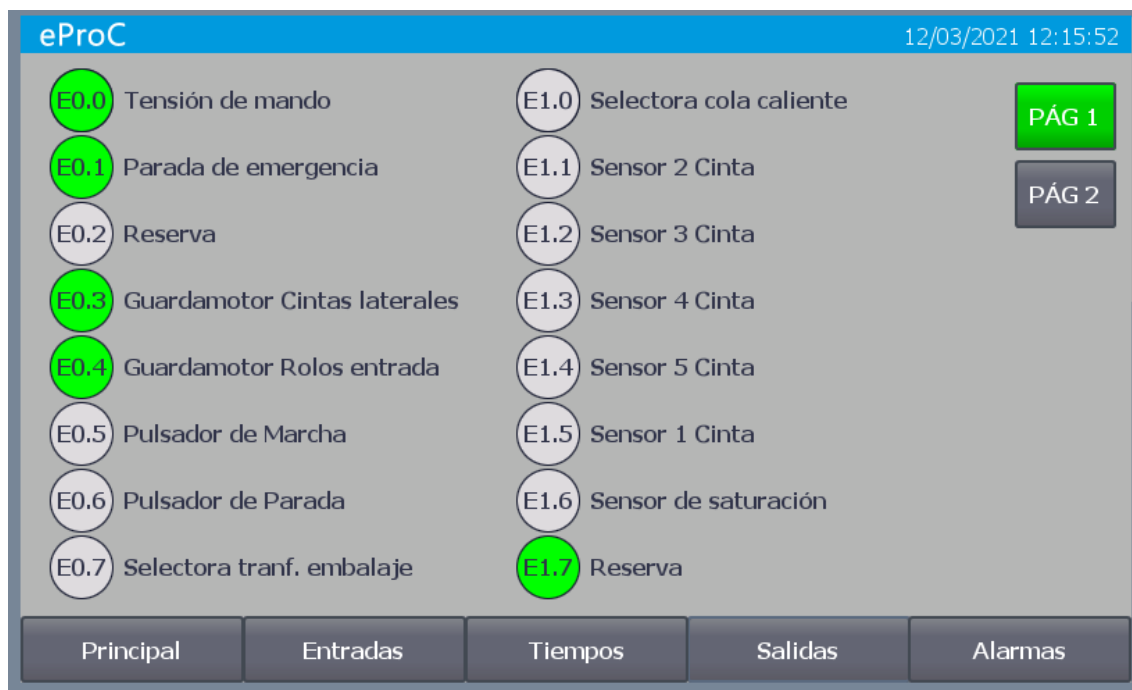 eProC
12/03/2021 12:15:52
E0.0 Tensión de mando
E0.1 Parada de emergencia
E0.2 Reserva
E0.3 Guardamotor Cintas laterales
E0.4 Guardamotor Rolos entrada
E0.5 Pulsador de Marcha
E0.6 Pulsador de Parada
E0.7 Selectora tranf. embalaje
E1.0 Selectora cola caliente
E1.1 Sensor 2 Cinta
E1.2 Sensor 3 Cinta
E1.3 Sensor 4 Cinta
E1.4 Sensor 5 Cinta
E1.5 Sensor 1 Cinta
E1.6 Sensor de saturación
E1.7 Reserva
PÁG 1
PÁG 2
Principal
Entradas
Tiempos
Salidas
Alarmas